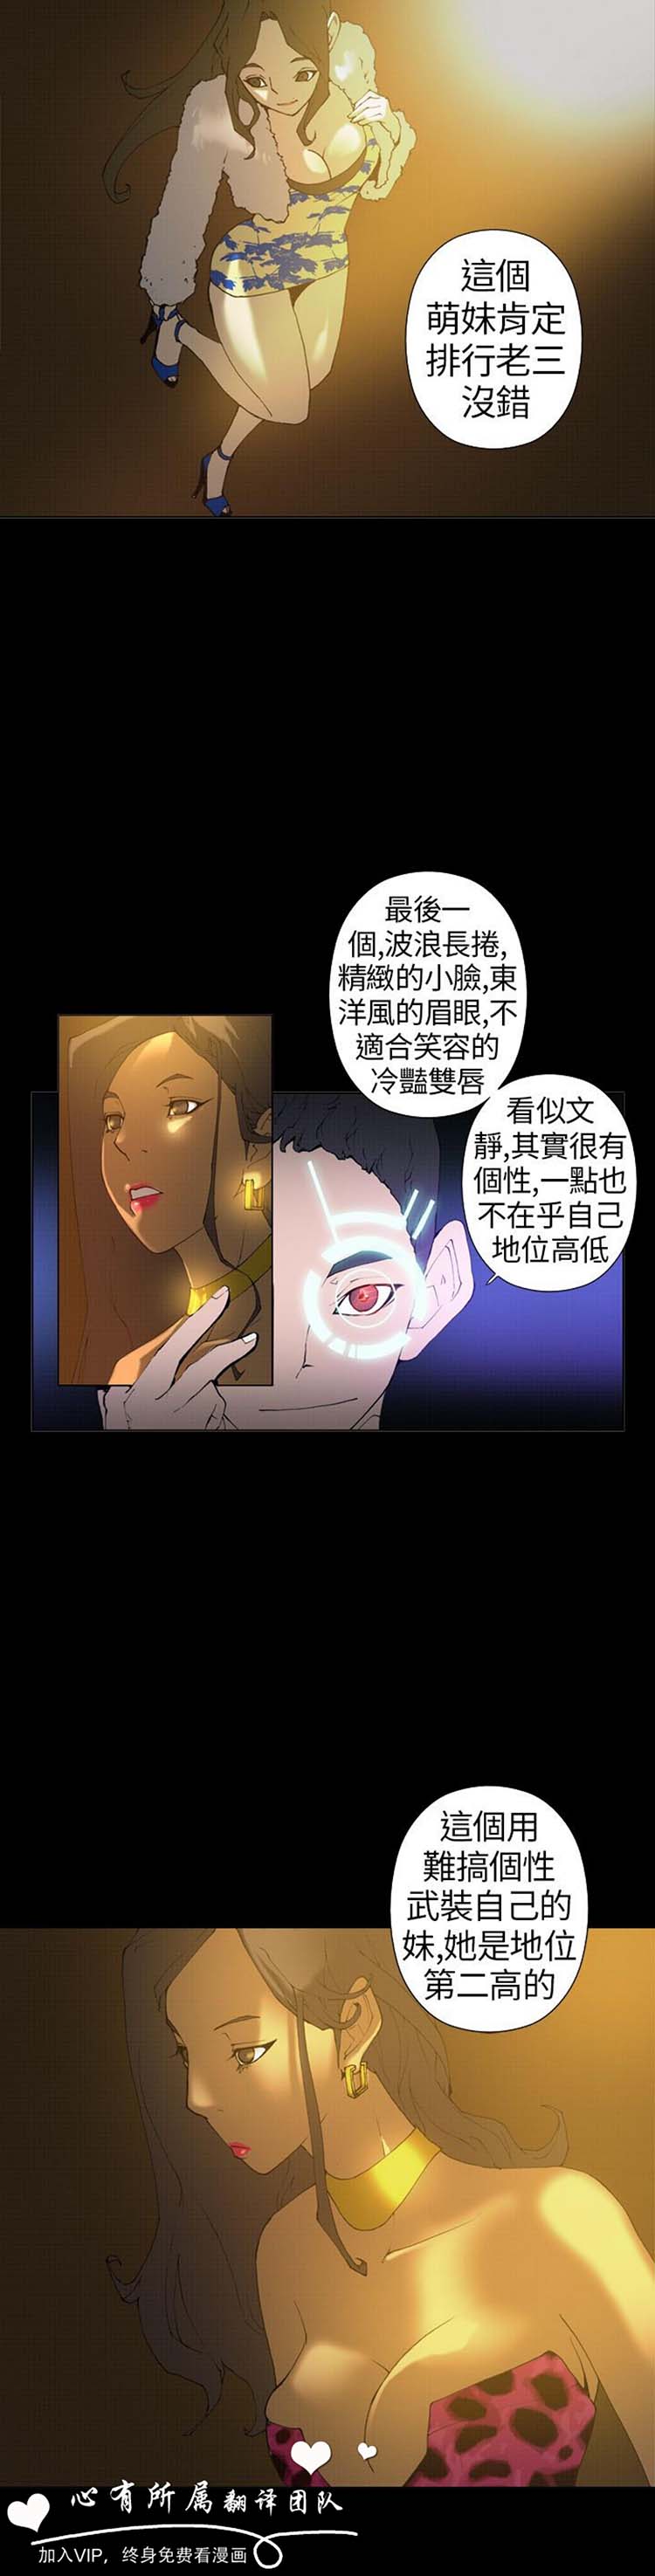 這個
萌妹肯定
排行老三
沒錯
最後一
個,波浪長捲,
精緻的小臉,東
洋風的眉眼,不
適合笑容的
冷豔雙唇
看似文
靜,其實很有
個性,一點也
不在乎自己
地位高低
這個用
難搞個性
武裝自己的
妹,她是地位
第二高的
心有所属翻译团队
加入VIP，终身免费看漫画